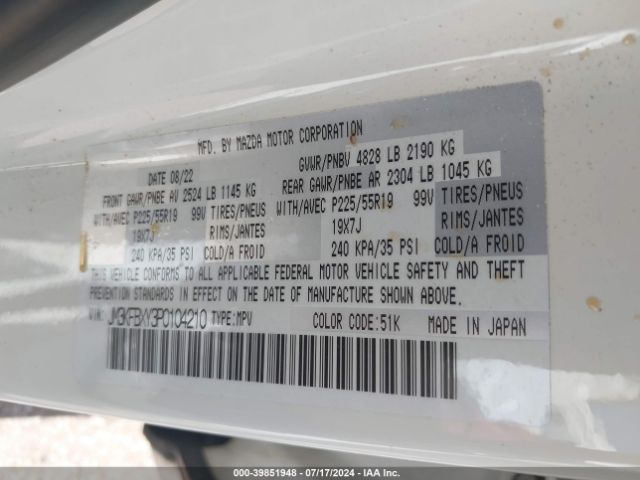 MFD. BY MAZDA MOTOR CORPORATION
DATE 08/22 GVWR/PNBV 4828 LB 2190 KG
FRONT GAWR/PNBE AV 2524 LB 1145 KG REAR GAWR/PNBE AR 2304 LB 1045 KG
WITH/AVEC P225/55R19 99V TIRES/PNEUS WITH/AVEC P225/55R19 99V TIRES/PNEUS
19X7J RIMS/JANTES 19X7J RIMS/JANTES
240 KPA/35 PSI COLD/A FROID 240 KPA/35 PSI COLD/A FROID
THIS VEHICLE CONFORMS TO ALL APPLICABLE FEDERAL MOTOR VEHICLE SAFETY AND THEFT
PREVENTION STANDARDS IN EFFECT ON THE DATE OF MANUFACTURE SHOWN ABOVE.
VIN: JM3KFBXY3P0104210 TYPE:MPV COLOR CODE:51K MADE IN JAPAN
000-39851948 - 07/17/2024 - IAA Inc.